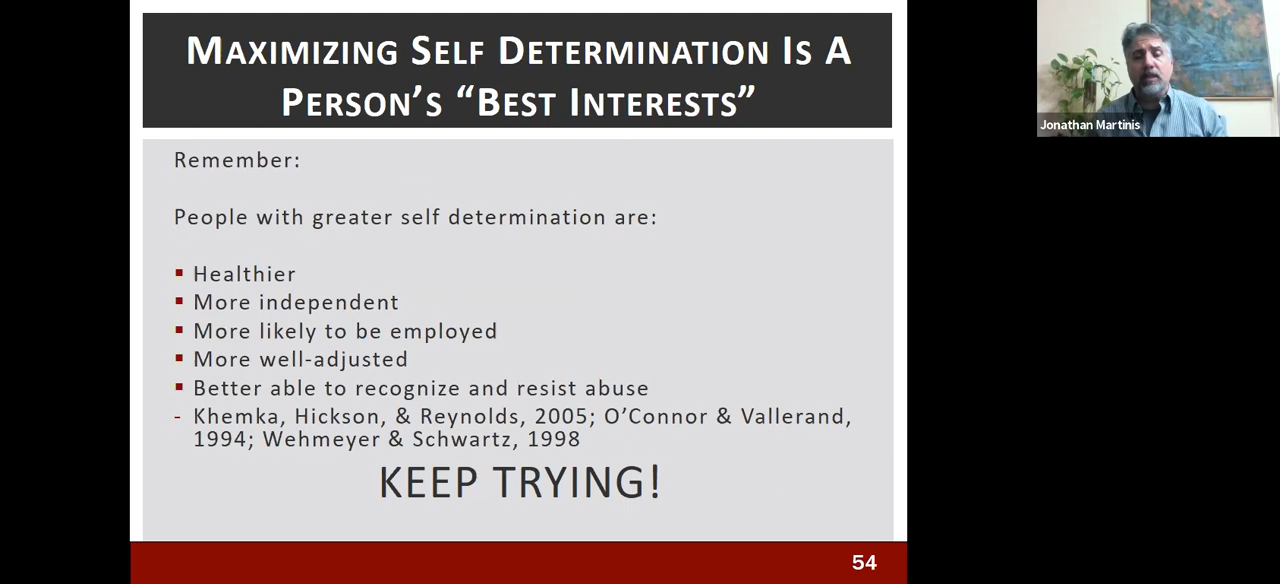 MAXIMIZING SELF DETERMINATION IS A
PERSON’S “BEST INTERESTS”
Remember:
People with greater self determination are:
▪ Healthier
▪ More independent
▪ More likely to be employed
▪ More well-adjusted
▪ Better able to recognize and resist abuse
- Khemka, Hickson, & Reynolds, 2005; O’Connor & Vallerand,
1994; Wehmeyer & Schwartz, 1998
KEEP TRYING!
54
Jonathan Martinis